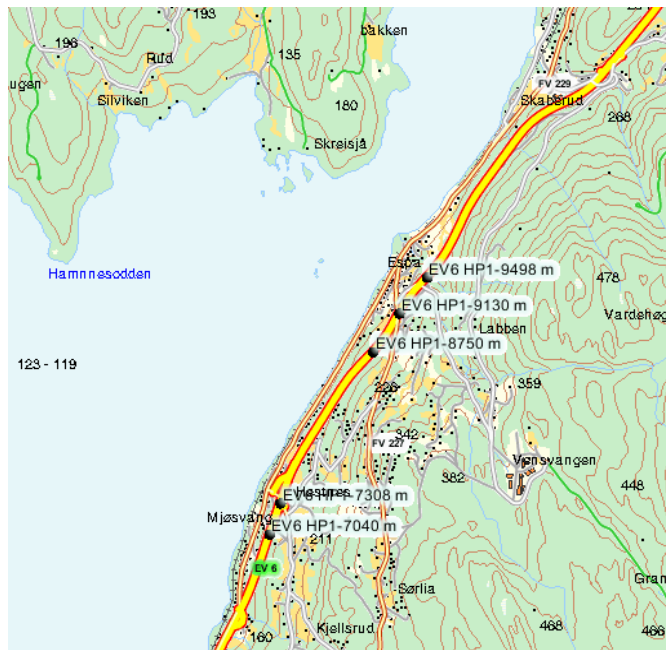 193
bakken
196
Rud
135
ugen
FV 229
Silviken
180
Skaberud
268
Skreisjå
Espa
EV6 HP1-9498 m
Hamnnesodden
478
EV6 HP1-9130 m
Vardehøg
Labben
EV6 HP1-8750 m
123 - 119
226
359
342
FV 227
Vensvangen
382
448
EV6 HP1-7308 m
Mjøsvang
EV6 HP1-7040 m
211
EV 6
Gran
Sørlia
468
466
160
Kjellsrud